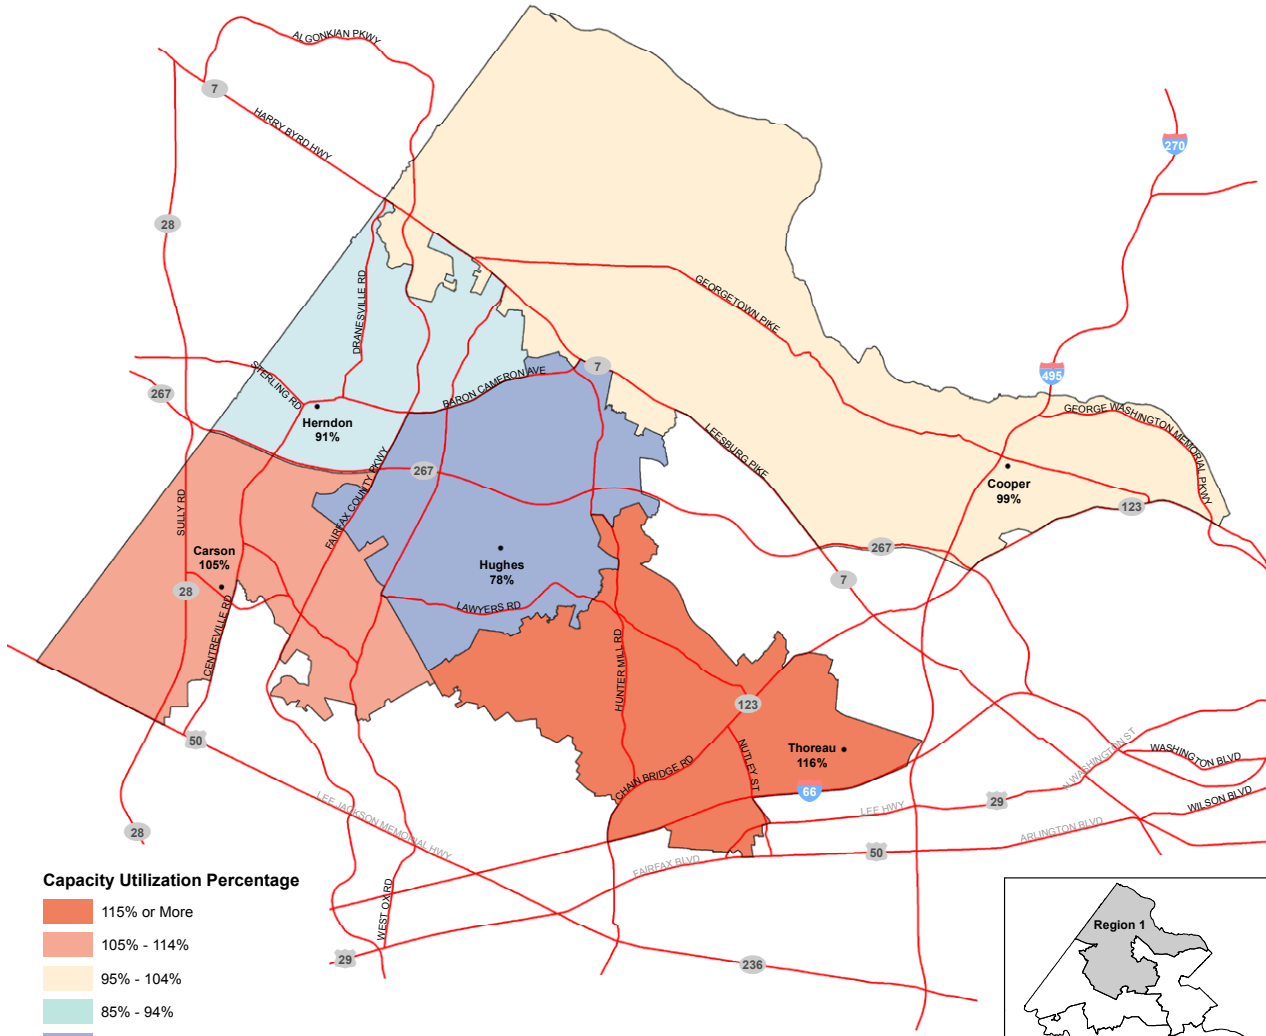 ALGONKIAN PKWY
7
HARRY BYRD HWY
270
28
DRANESVILLE RD
GEORGETOWN PIKE
STERLING RD
BARON CAMERON AVE
7
495
267
GEORGE WASHINGTON MEMORIAL PKWY
Herndon
91%
LEESBURG PIKE
FAIRFAX COUNTY PKWY
267
Cooper
99%
123
SULLY RD
Carson
105%
267
Hughes
78%
7
28
LAWYERS RD
CENTREVILLE RD
HUNTER MILL RD
123
50
NUTLEY ST
Thoreau
116%
N WASHINGTON ST
WASHINGTON BLVD
CHAIN BRIDGE RD
66
LEE HWY
29
WILSON BLVD
LEE JACKSON MEMORIAL HWY
28
ARLINGTON BLVD
50
FAIRFAX BLVD
WEST OX RD
29
236
Capacity Utilization Percentage
115% or More
105% - 114%
95% - 104%
85% - 94%
Region 1